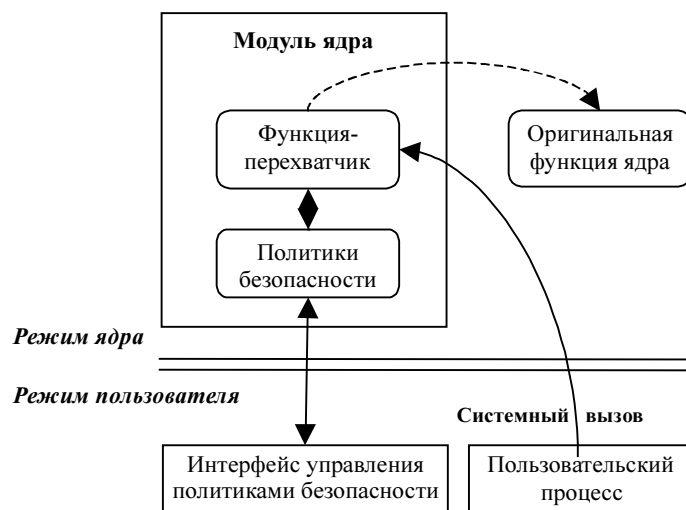 Модуль ядра
Функция-
перехватчик
Оригинальная
функция ядра
Политики
безопасности
Режим ядра
Режим пользователя
Системный вызов
Интерфейс управления
политиками безопасности
Пользовательский
процесс